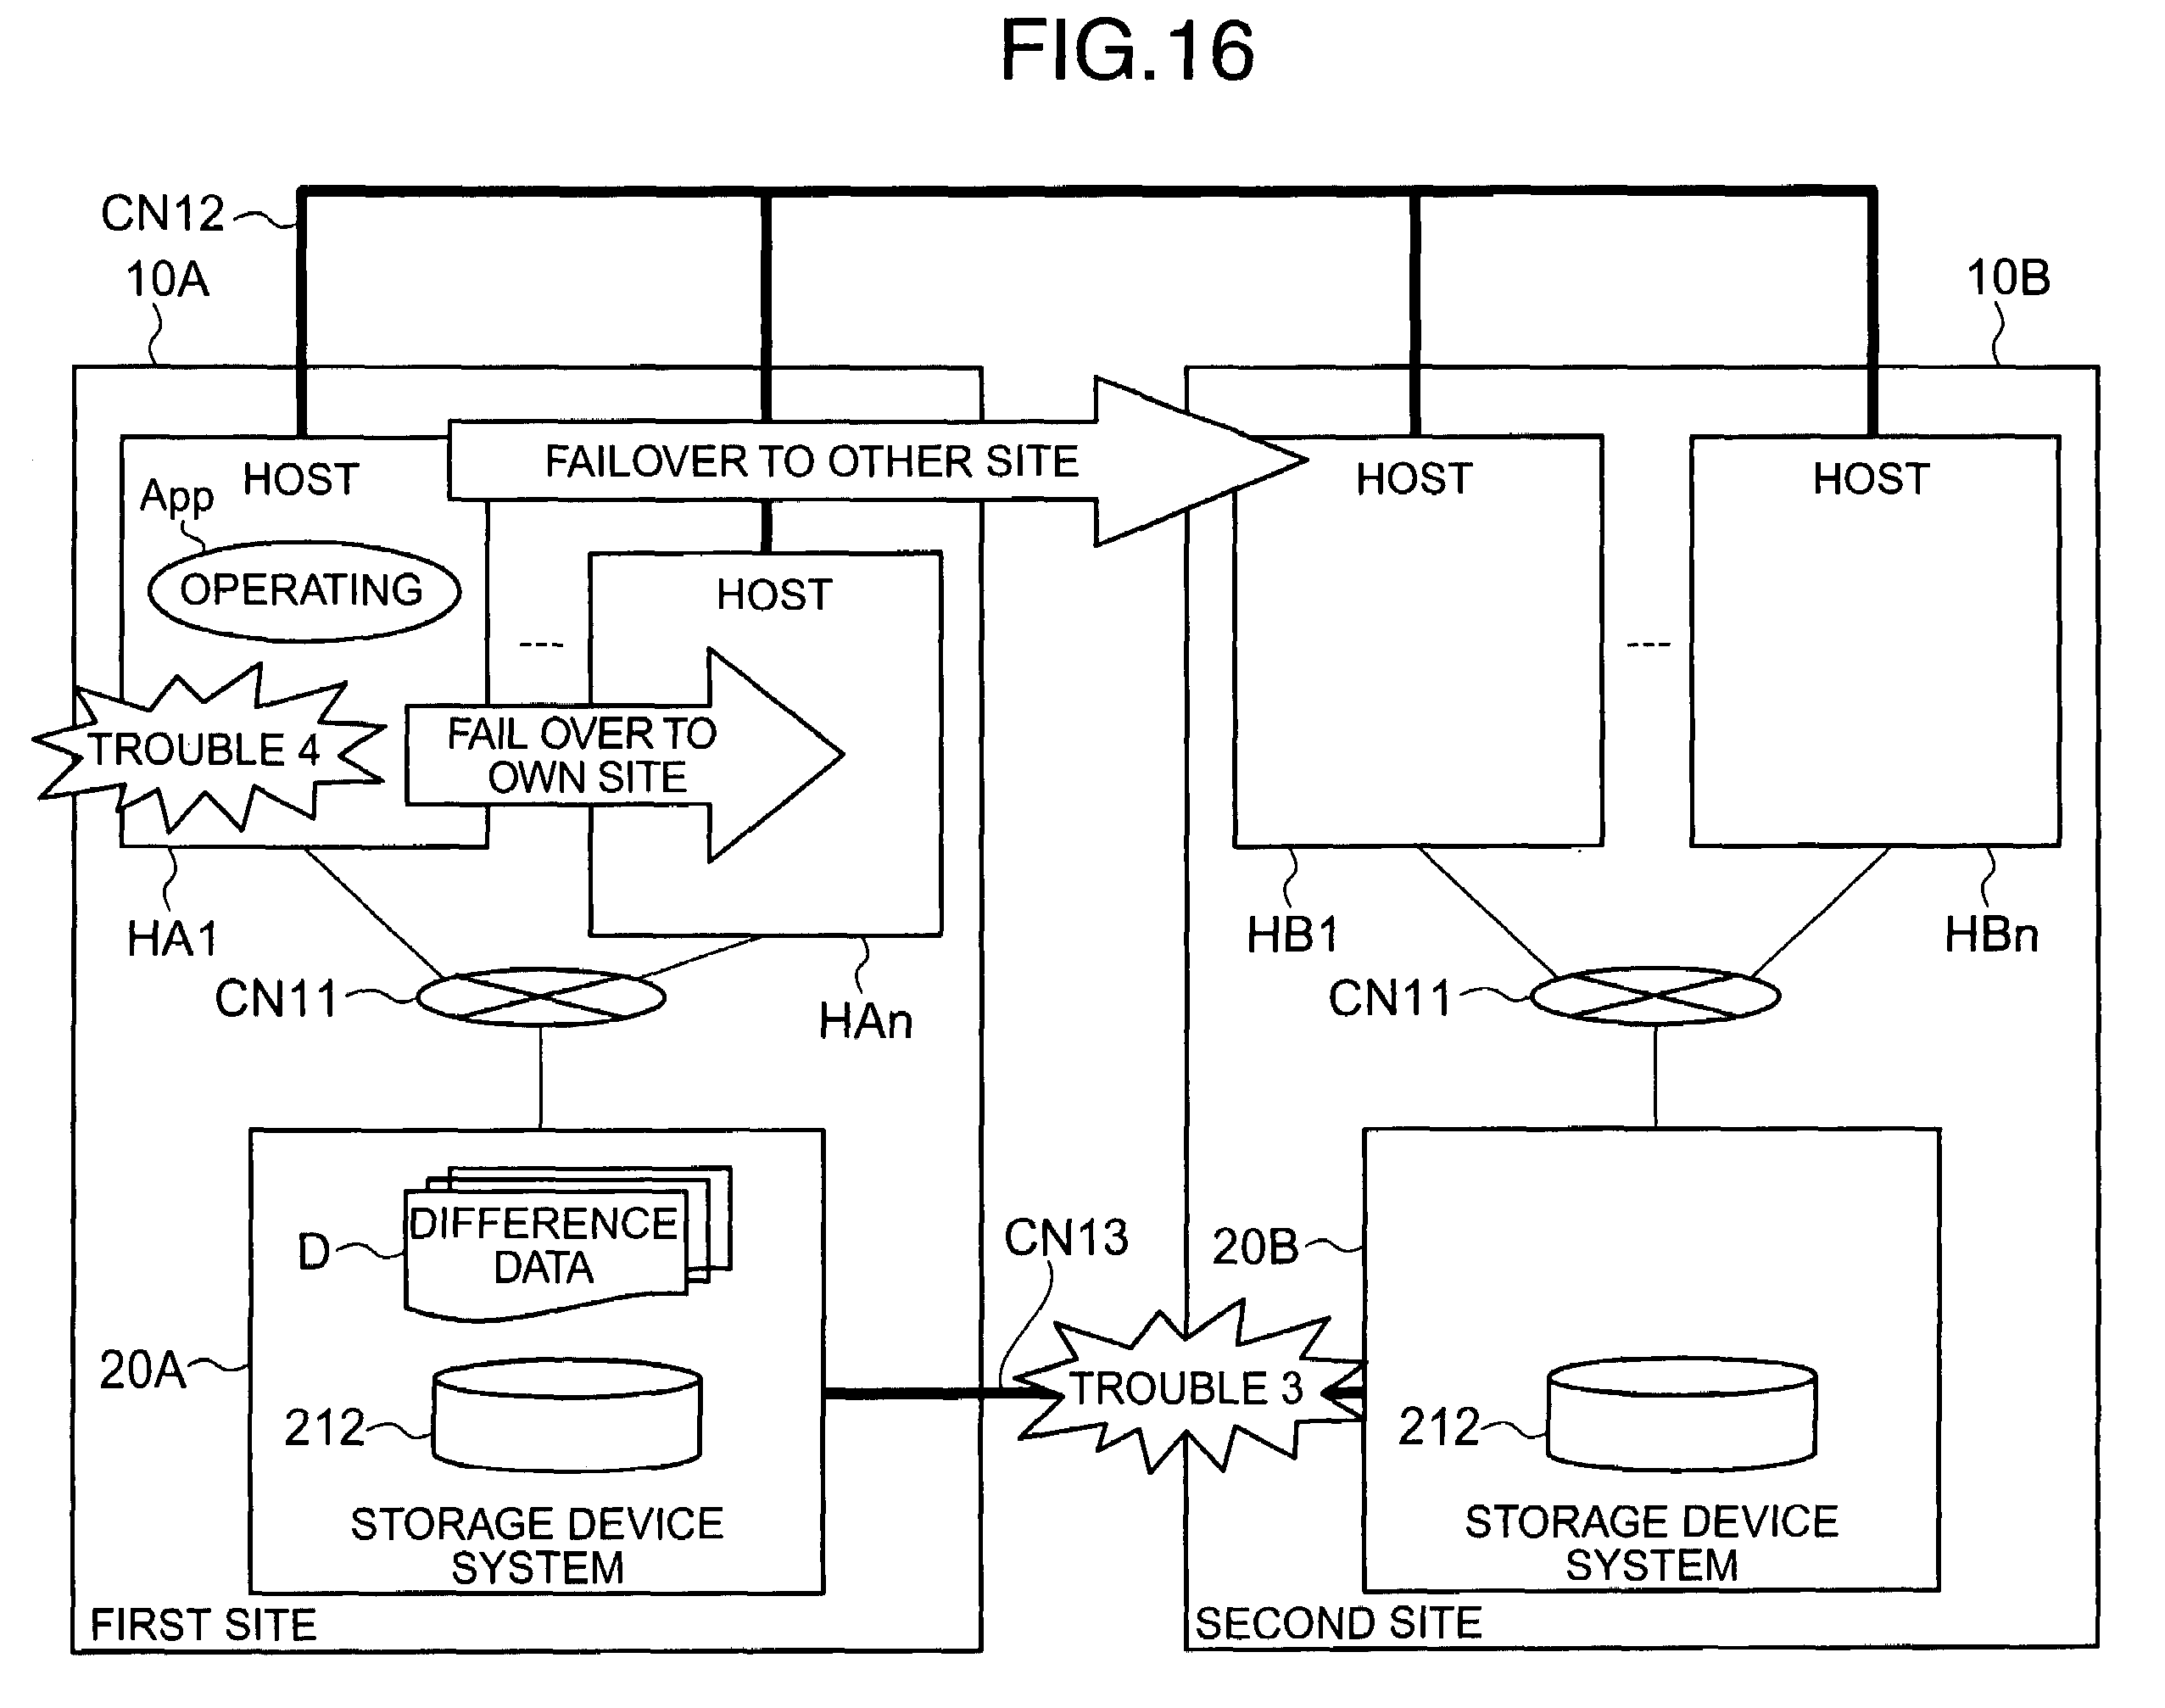 FIG.16
CN12
10A
10B
FAILOVER TO OTHER SITE
HOST
HOST
HOST
App
OPERATING
HOST
----
----
TROUBLE 4
FAIL OVER TO
OWN SITE
HA1
HB1
HBn
CN11
CN11
HAn
DIFFERENCE
DATA
D
CN13
20B
20A
TROUBLE 3
212
212
STORAGE DEVICE
SYSTEM
STORAGE DEVICE
SYSTEM
FIRST SITE
SECOND SITE